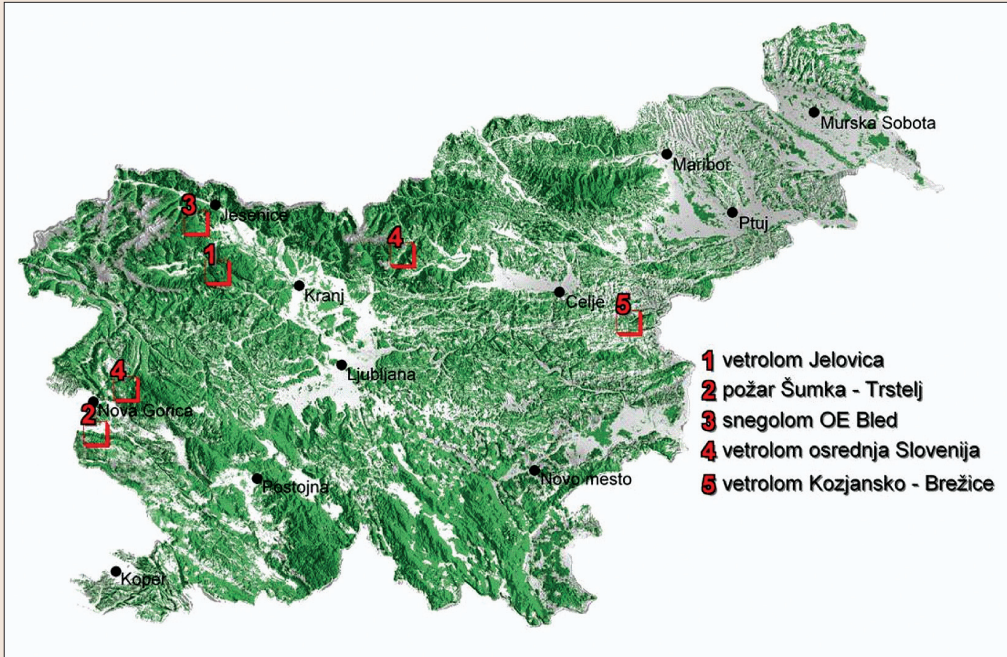 Murska Sobota
Maribor
3
Jesenice
Ptuj
4
1
Kranj
Celje
5
Ljubljana
4
Nova Gorica
2
Postojna
Novo mesto
Koper
1 vetrolom Jelovica
2 požar Šumka - Trstelj
3 snegolom OE Bled
4 vetrolom osrednja Slovenija
5 vetrolom Kozjansko - Brežice